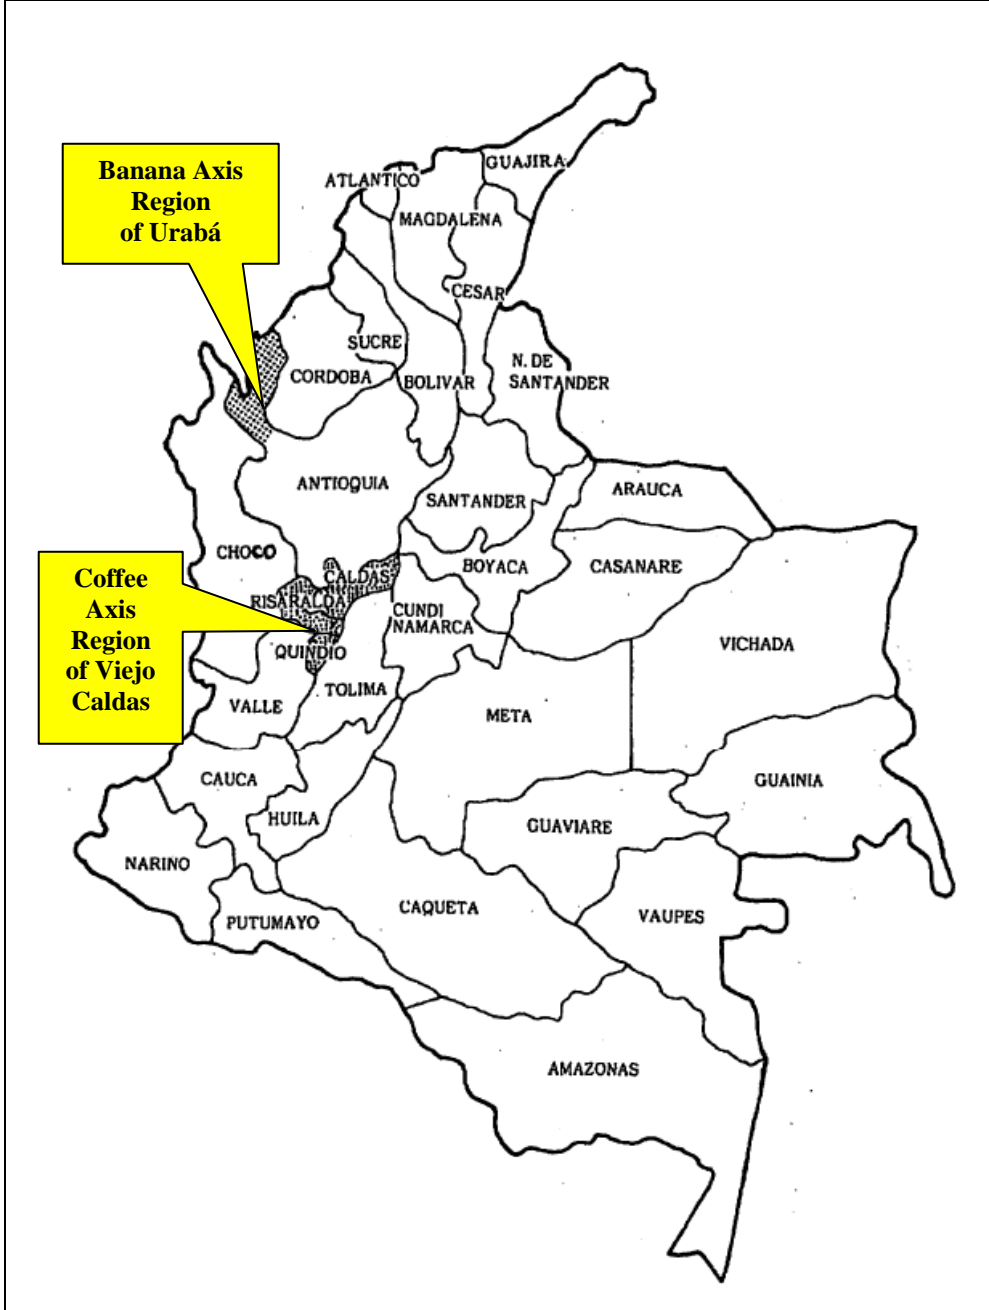 Banana Axis
Region
of Urabá
GUAJIRA
ATLANTICO
MAGDALENA
CESAR
SUCRE
CORDOBA
BOLIVAR
N. DE
SANTANDER
ANTIOQUIA
SANTANDER
ARAUCA
CHOCO
BOYACA
CASANARE
Coffee
Axis
Region
of Viejo
Caldas
CALDAS
RISARALDA
CUNDI
NAMARCA
QUINDIO
VICHADA
TOLIMA
VALLE
META
CAUCA
GUAINIA
HUILA
GUAVIARE
NARINO
CAQUETA
VAUPES
PUTUMAYO
AMAZONAS